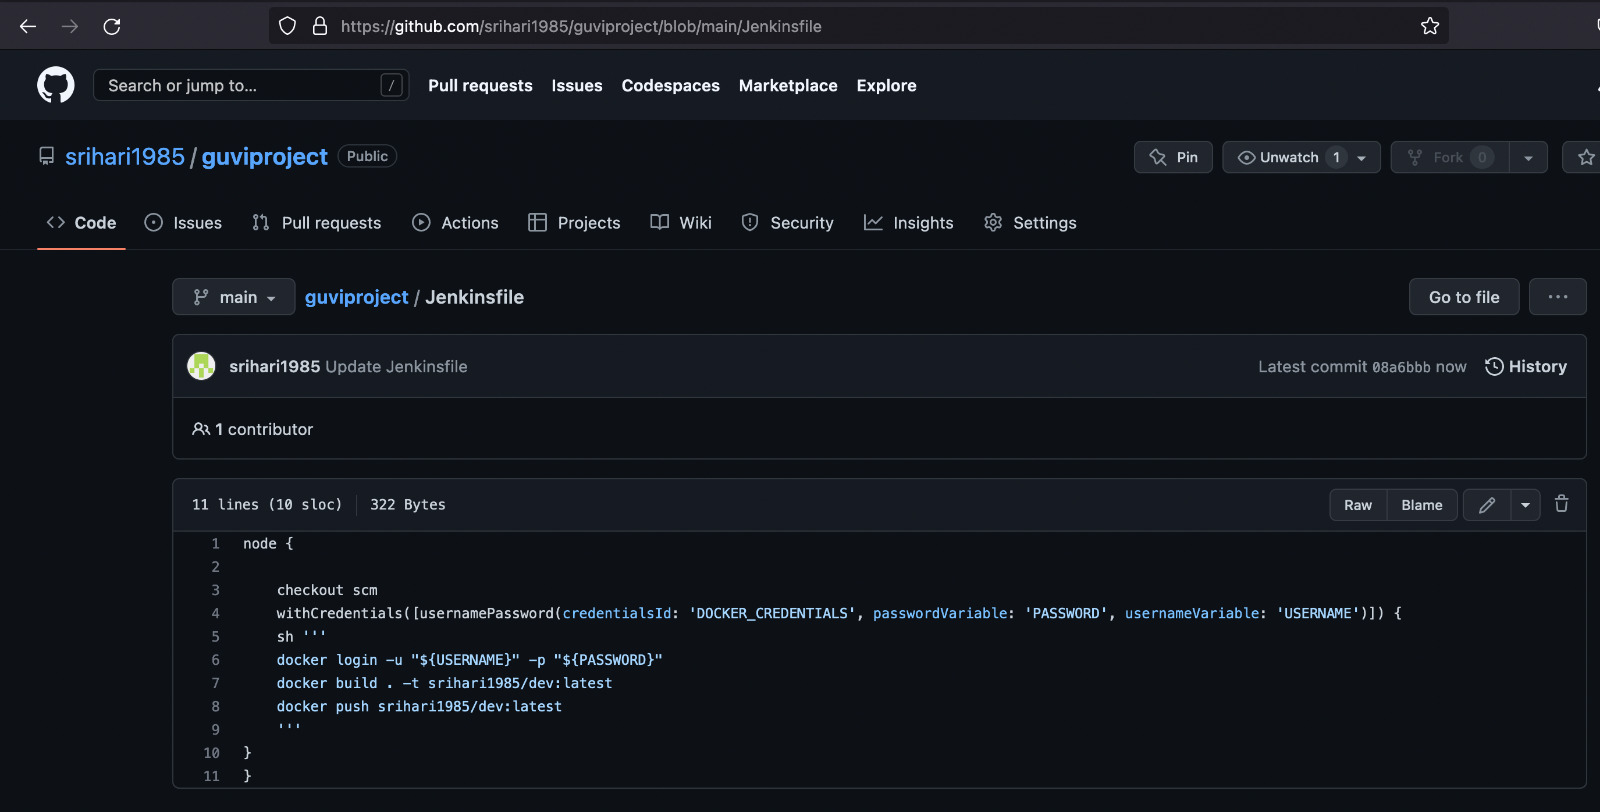 https://github.com/srihari1985/guviproject/blob/main/Jenkinsfile
Search or jump to... / Pull requests Issues Codespaces Marketplace Explore
srihari1985 / guviproject Public Pin Unwatch 1 Fork 0
Code Issues Pull requests Actions Projects Wiki Security Insights Settings
main guviproject / Jenkinsfile Go to file ...
srihari1985 Update Jenkinsfile Latest commit 08a6bbb now History
1 contributor
11 lines (10 sloc) 322 Bytes Raw Blame
1 node {
2
3 checkout scm
4 withCredentials([usernamePassword(credentialsId: 'DOCKER_CREDENTIALS', passwordVariable: 'PASSWORD', usernameVariable: 'USERNAME')]) {
5 sh '''
6 docker login -u "${USERNAME}" -p "${PASSWORD}"
7 docker build . -t srihari1985/dev:latest
8 docker push srihari1985/dev:latest
9 '''
10 }
11 }